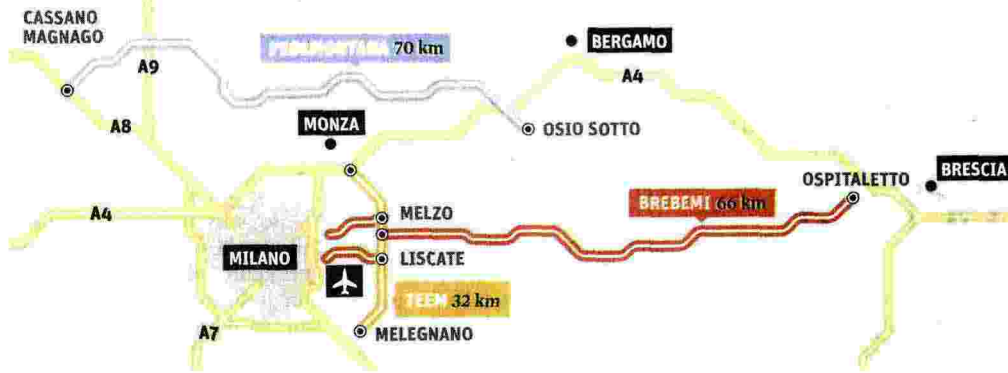 CASSANO
MAGNAGO
A9
PEDEMONTANA 70 km
BERGAMO
A4
A8
MONZA
OSIO SOTTO
OSPITALETTO
BRESCIA
A4
MELZO
BREBEMI 66 km
MILANO
LISCATE
TEEM 32 km
A7
MELEGNANO